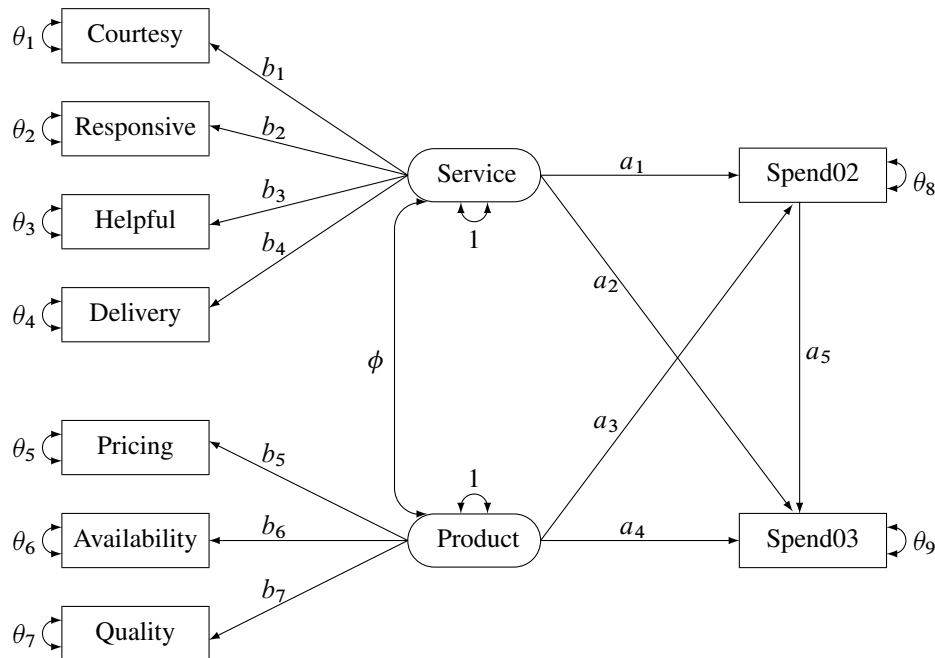 θ₁ Courtesy
b₁
θ₂ Responsive
b₂
θ₃ Helpful
b₃
θ₄ Delivery
b₄
Service
1
a₁
Spend02 θ₈
a₂
ϕ
a₅
a₃
θ₅ Pricing
b₅
1
θ₆ Availability
b₆
Product
a₄
Spend03 θ₉
b₇
θ₇ Quality